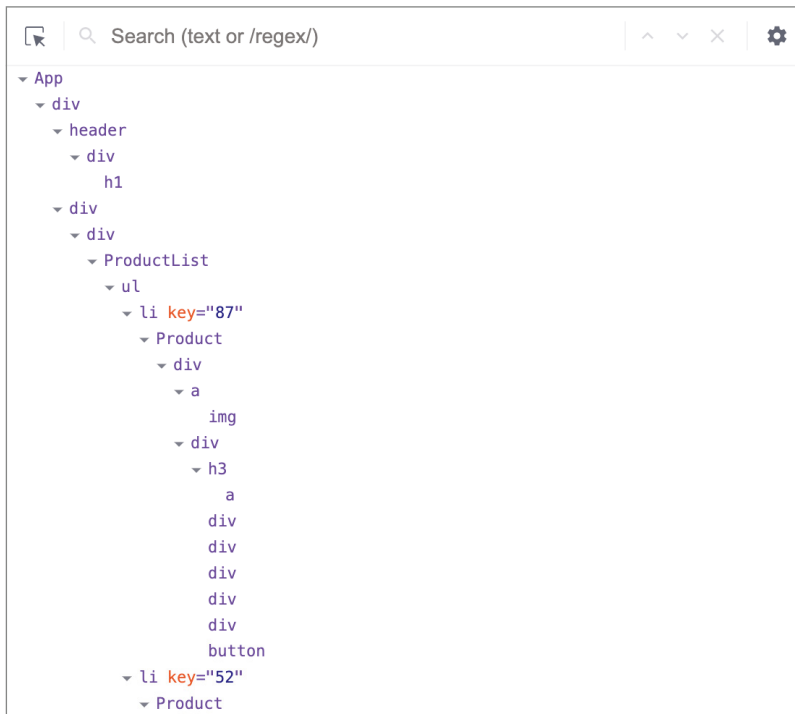 Search (text or /regex/)
App
div
header
div
h1
div
div
ProductList
ul
li key="87"
Product
div
a
img
div
h3
a
div
div
div
div
div
button
li key="52"
Product